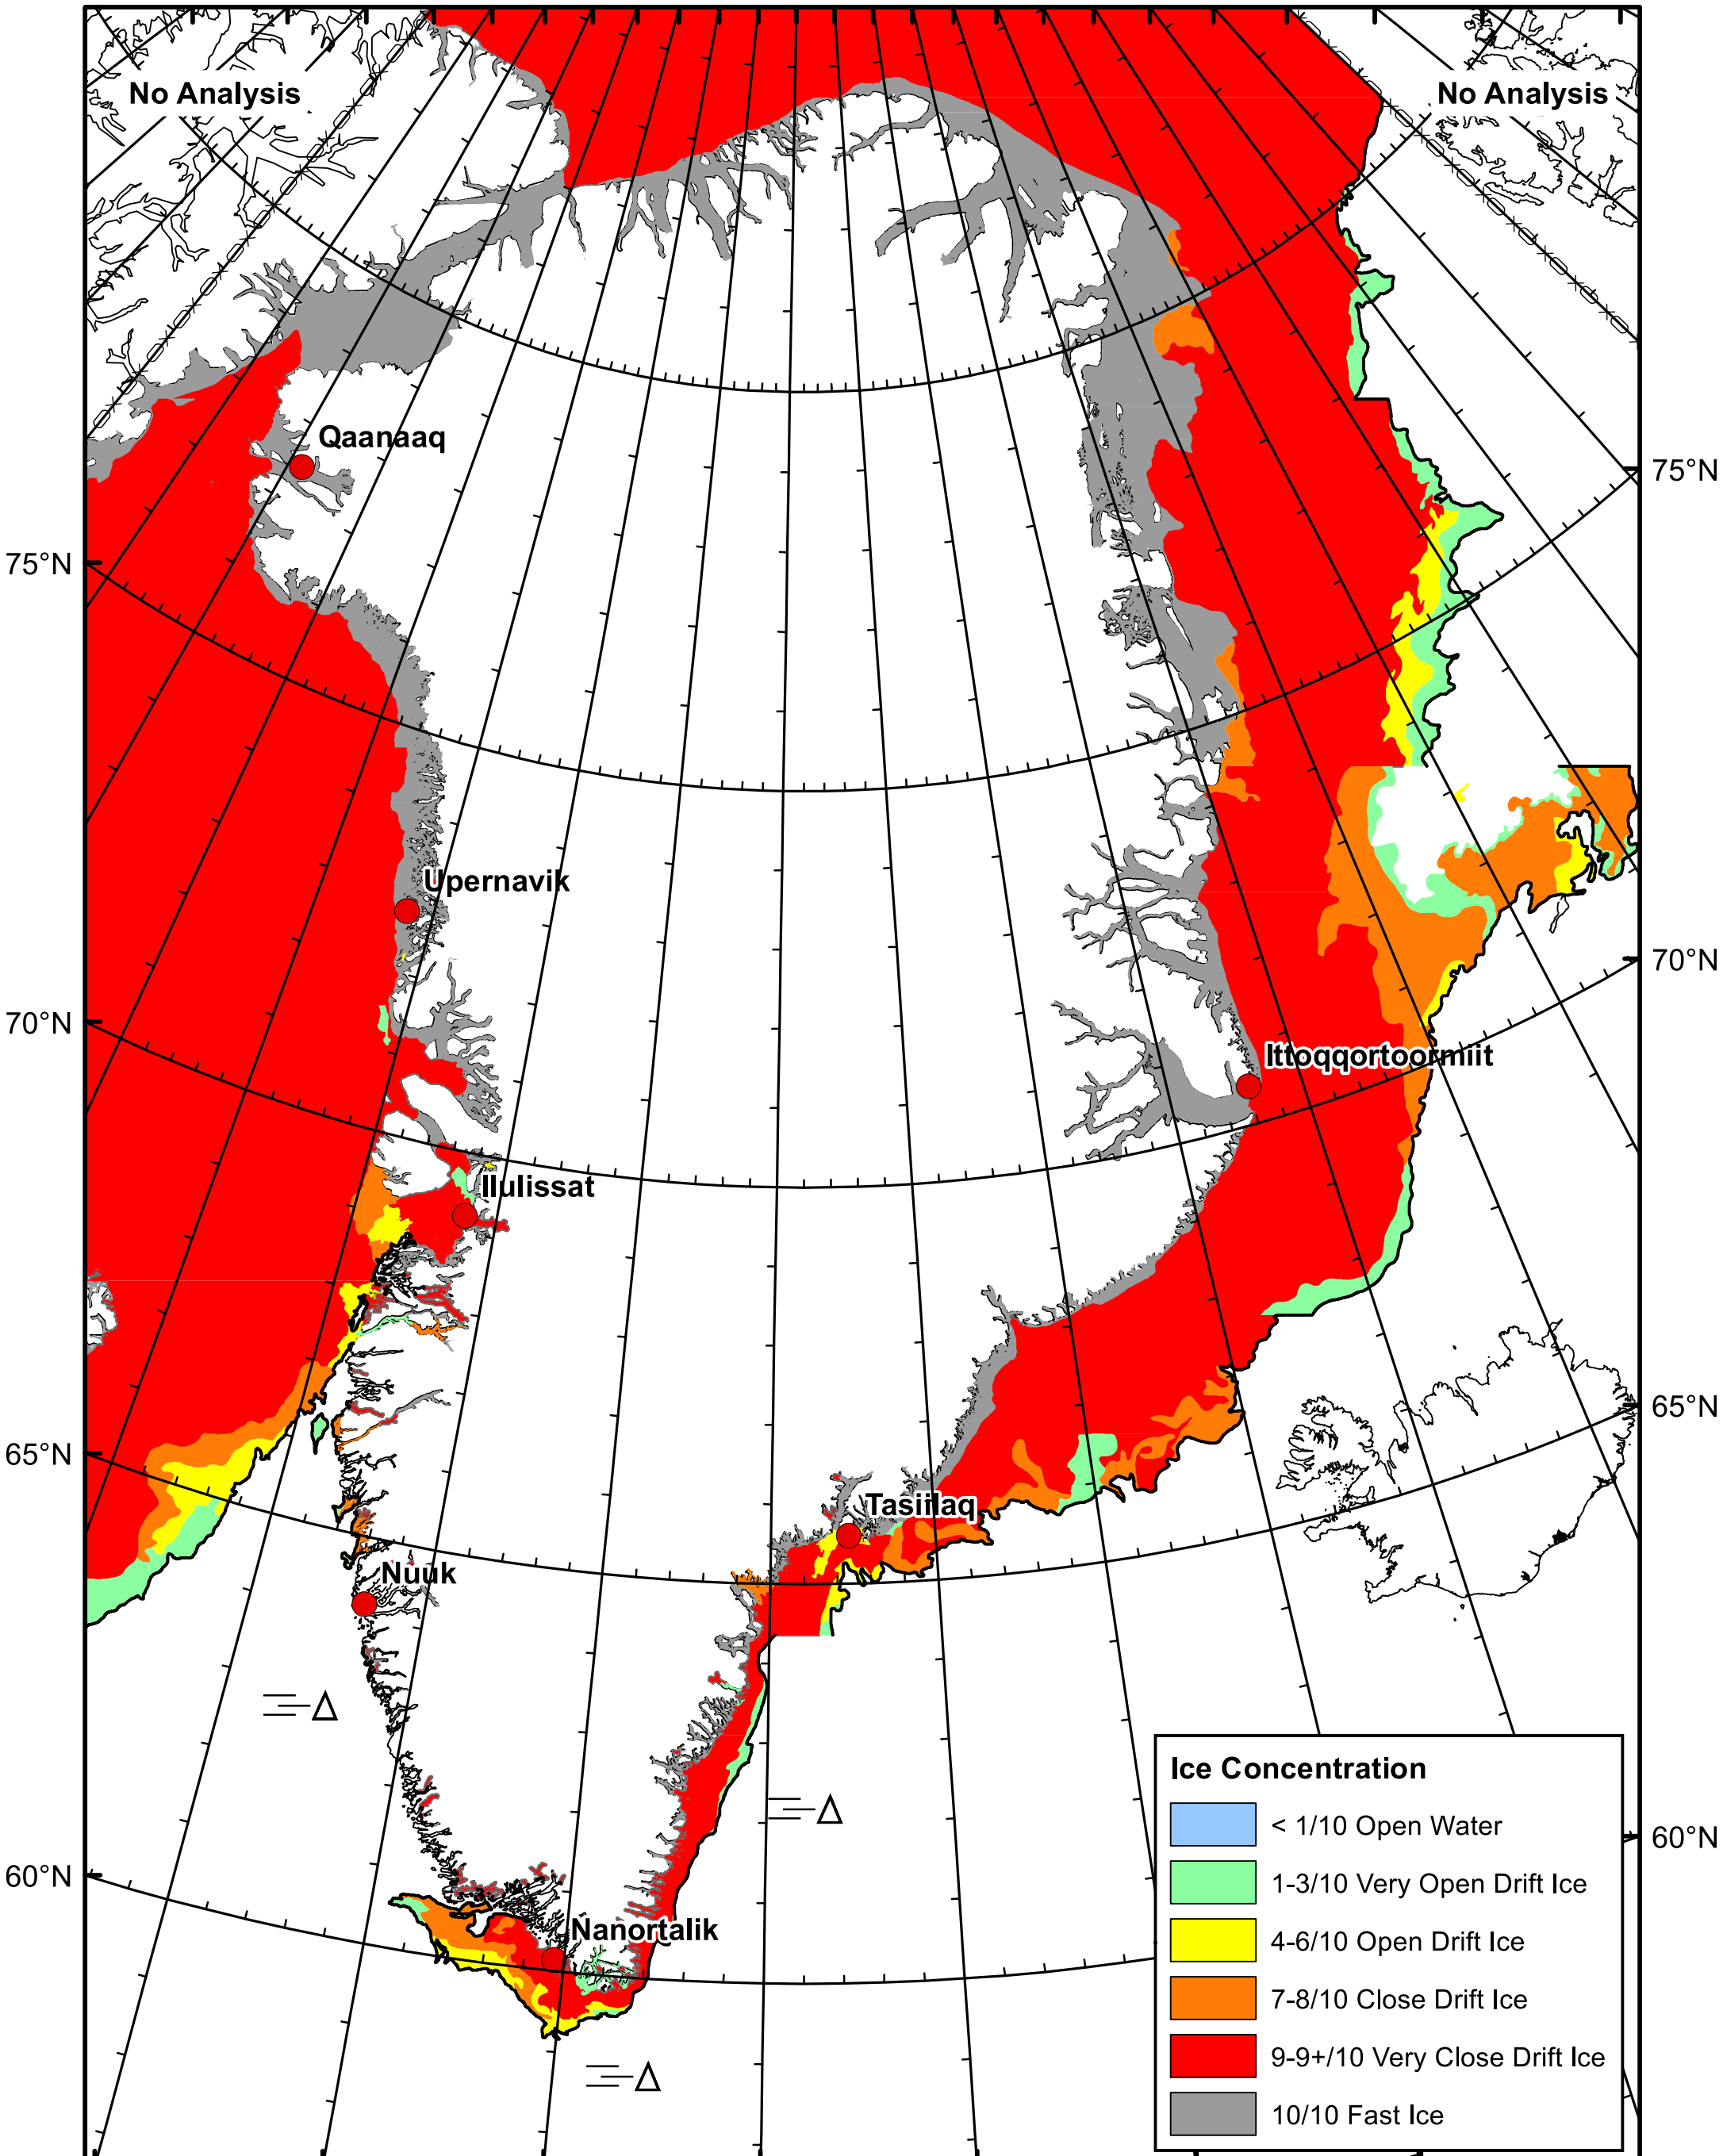 No Analysis
No Analysis
Qaanaaq
75°N
75°N
Upernavik
70°N
70°N
Ittoqqortoormiit
Ilulissat
65°N
65°N
Tasiilaq
Nuuk
60°N
60°N
Nanortalik
Ice Concentration
< 1/10 Open Water
1-3/10 Very Open Drift Ice
4-6/10 Open Drift Ice
7-8/10 Close Drift Ice
9-9+/10 Very Close Drift Ice
10/10 Fast Ice